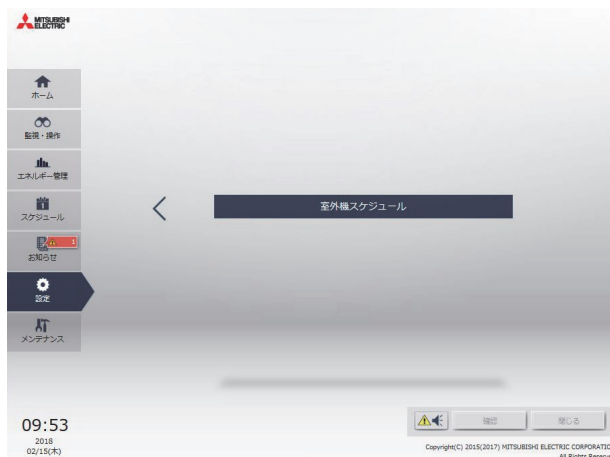 MITSUBISHI
ELECTRIC
ホーム
監視・操作
エネルギー管理
スケジュール
1
お知らせ
設定
メンテナンス
室外機スケジュール
09:53
2018
02/15(木)
確認
閉じる
Copyright(C) 2015(2017) MITSUBISHI ELECTRIC CORPORATIO
All Rights Reserv